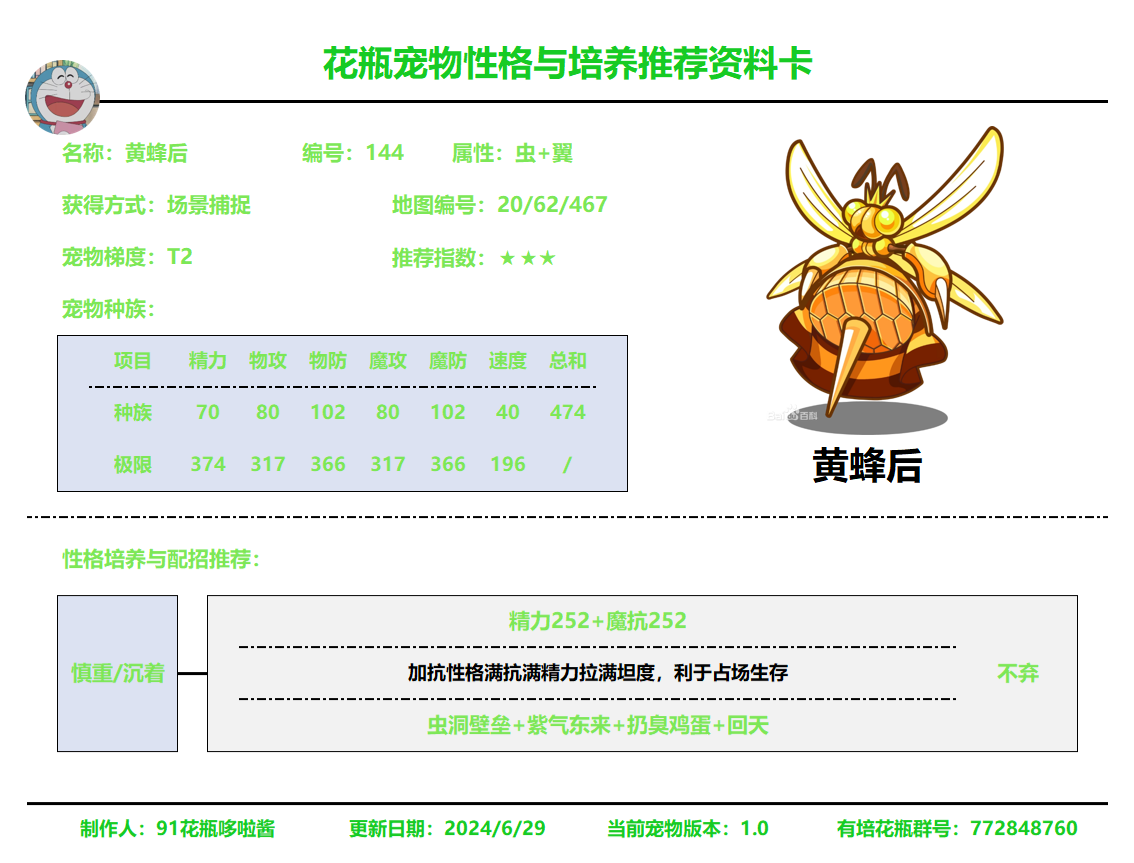 花瓶宠物性格与培养推荐资料卡
名称：黄蜂后 编号：144 属性：虫+翼
获得方式：场景捕捉 地图编号：20/62/467
宠物梯度：T2 推荐指数：★★★
宠物种族：
项目 精力 物攻 物防 魔攻 魔防 速度 总和
种族 70 80 102 80 102 40 474
极限 374 317 366 317 366 196 /
Bai 百科
黄蜂后
性格培养与配招推荐：
慎重/沉着
精力252+魔抗252
加抗性格满抗满精力拉满坦度，利于占场生存
虫洞壁垒+紫气东来+扔臭鸡蛋+回天
不弃
制作人：91花瓶哆啦酱 更新日期：2024/6/29 当前宠物版本：1.0 有培花瓶群号：772848760